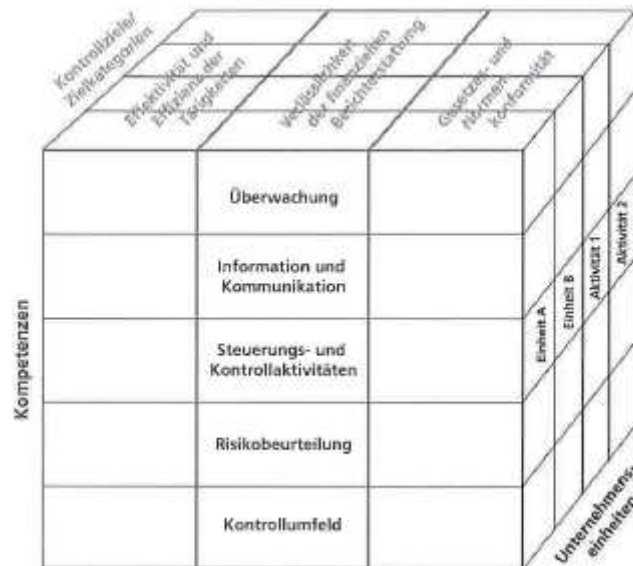 Kontrollziele/
Zielkategorien
Effektivität und
Effizienz der
Tätigkeiten
Verlässlichkeit
der finanziellen
Berichterstattung
Gesetzes- und
Normen-
Konformität
Kompetenzen
Überwachung
Information und
Kommunikation
Steuerungs- und
Kontrollaktivitäten
Risikobeurteilung
Kontrollumfeld
Einheit A
Einheit B
Aktivität 1
Aktivität 2
Unternehmens-
einheiten